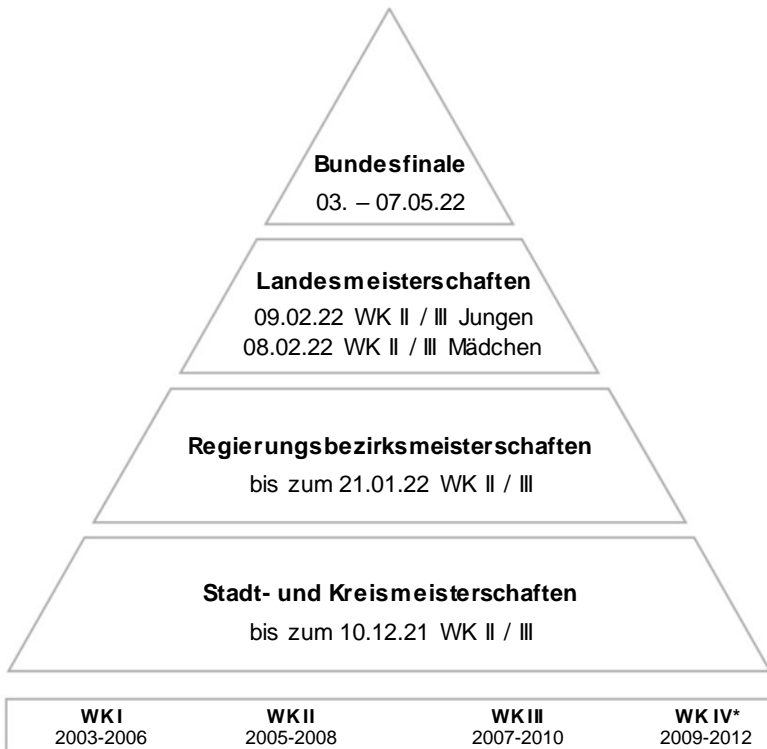 Bundesfinale
03. – 07.05.22
Landesmeisterschaften
09.02.22 WK II / III Jungen
08.02.22 WK II / III Mädchen
Regierungsbezirksmeisterschaften
bis zum 21.01.22 WK II / III
Stadt- und Kreismeisterschaften
bis zum 10.12.21 WK II / III
WK I WK II WK III WK IV*
2003-2006 2005-2008 2007-2010 2009-2012